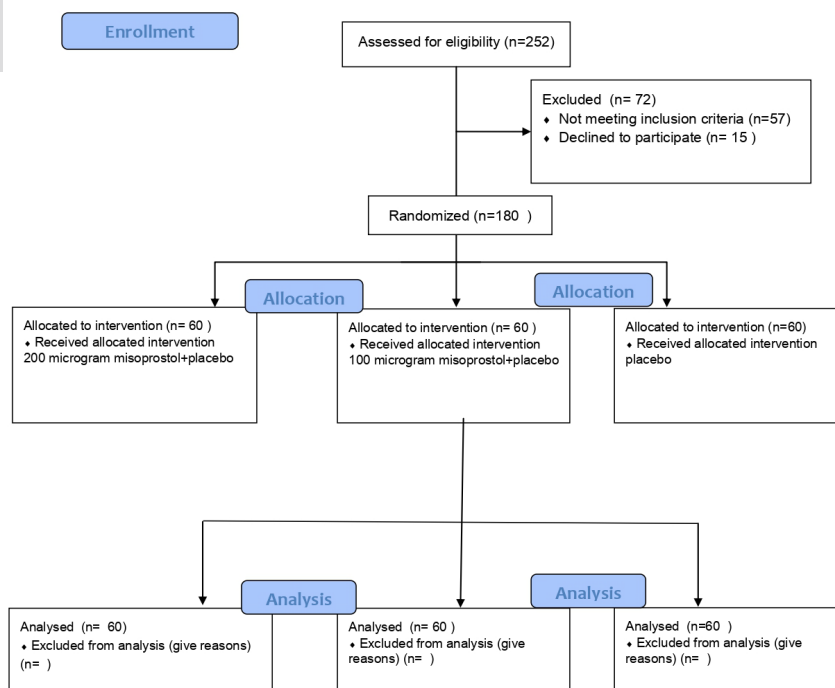 Enrollment
Assessed for eligibility (n=252)
Excluded (n= 72)
♦ Not meeting inclusion criteria (n=57)
♦ Declined to participate (n= 15 )
Randomized (n=180 )
Allocation
Allocation
Allocated to intervention (n= 60 )
♦ Received allocated intervention
200 microgram misoprostol+placebo
Allocated to intervention (n= 60 )
♦ Received allocated intervention
100 microgram misoprostol+placebo
Allocated to intervention (n=60)
♦ Received allocated intervention
placebo
Analysis
Analysis
Analysed (n= 60)
♦ Excluded from analysis (give reasons)
(n= )
Analysed (n= 60 )
♦ Excluded from analysis (give
reasons) (n= )
Analysed (n=60 )
♦ Excluded from analysis (give
reasons) (n= )